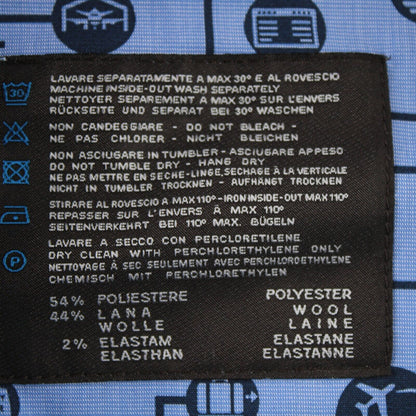 LAVARE SEPARATAMENTE A MAX 30° E AL ROVESCIO
MACHINE INSIDE-OUT WASH SEPARATELY
NETTOYER SEPAREMENT A MAX 30° SUR L'ENVERS
RÜCKSEITE UND SEPARAT BEI 30° WASCHEN
30
NON CANDEGGIARE - DO NOT BLEACH -
NE PAS CHLORER - NICHT BLEICHEN
NON ASCIUGARE IN TUMBLER - ASCIUGARE APPESO
DO NOT TUMBLE DRY - HANG DRY
NE PAS METTRE EN SECHE-LINGE, SECHAGE À LA VERTICALE
NICHT IN TUMBLER TROCKNEN - AUFHÄNGT TROCKNEN
STIRARE AL ROVESCIO A MAX 110° - IRON INSIDE-OUT MAX 110°
REPASSER SUR L'ENVERS À MAX 110°
SEITENVERKEHRT BEI 110° MAX. BÜGELN
LAVARE A SECCO CON PERCLORETILENE
DRY CLEAN WITH PERCHLORETHYLENE ONLY
NETTOYAGE À SEC SEULEMENT AVEC PERCHLORETHYLENE
CHEMISCH MIT PERCHLORETHYLEN
P
54% POLIESTERE POLYESTER
44% LANA WOOL
WOLLE LAINE
2% ELASTAM ELASTANE
ELASTHAN ELASTANNE